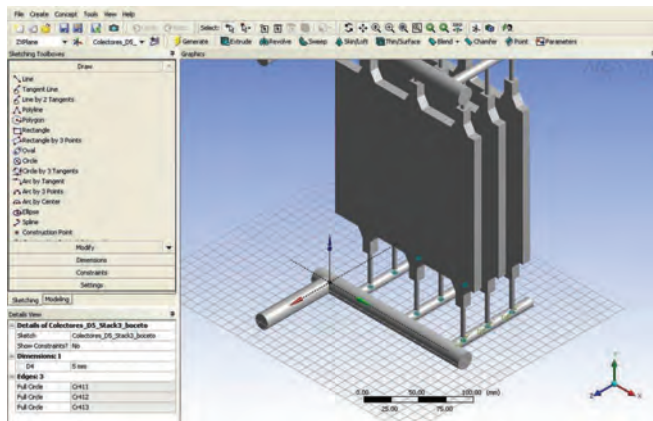 File Create Concept Tools View Help
Select:
ZXPlane Colectores_D5_ Generate Extrude Revolve Sweep Skin/Loft Thin/Surface Blend Chamfer Point Parameters
Sketching Toolboxes Graphics
Draw
Line
Tangent Line
Line by 2 Tangents
Polyline
Polygon
Rectangle
Rectangle by 3 Points
Oval
Circle
Circle by 3 Tangents
Arc by Tangent
Arc by 3 Points
Arc by Center
Ellipse
Spline
Construction Point
Modify
Dimensions
Constraints
Settings
Sketching Modeling
Details View
Details of Colectores_D5_Stack3_boceto
Sketch Colectores_D5_Stack3_boceto
Show Constraints? No
Dimensions: 1
D4 5 mm
Edges: 3
Full Circle Cr411
Full Circle Cr412
Full Circle Cr413
0.00 50.00 100.00 (mm)
25.00 75.00
Y
Z X